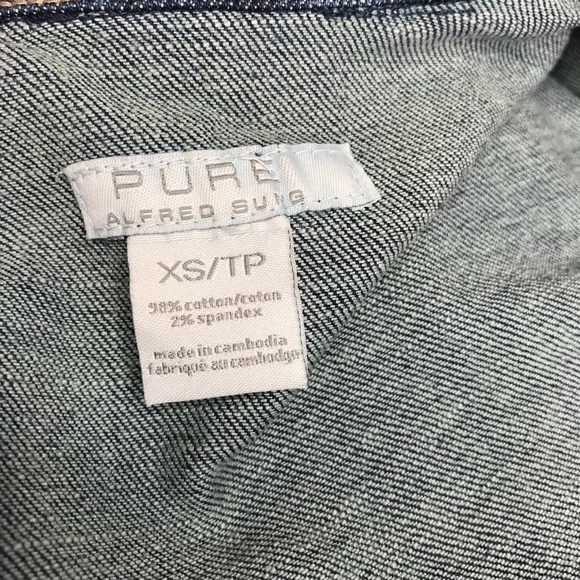 PURE
ALFRED SUNG
XS/TP
98% cotton/coton
2% spandex
made in cambodia
fabriqué au cambodge